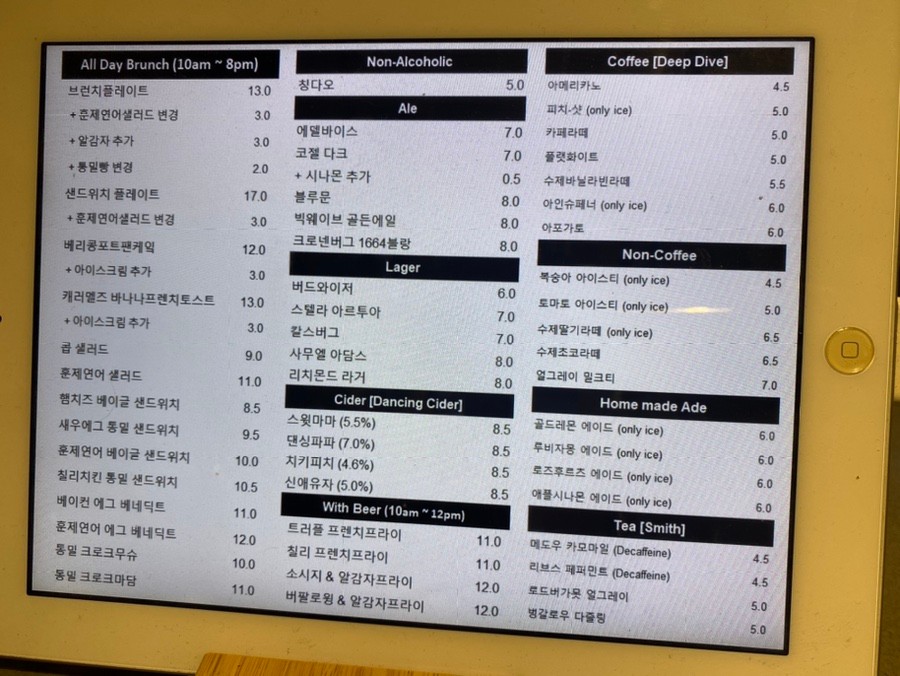 All Day Brunch (10am ~ 8pm)
브런치플레이트 13.0
+ 훈제연어샐러드 변경 3.0
+ 알감자 추가 3.0
+ 통밀빵 변경 2.0
샌드위치 플레이트 17.0
+ 훈제연어샐러드 변경 3.0
베리콩포트팬케잌 12.0
+ 아이스크림 추가 3.0
캐러멜즈 바나나프렌치토스트 13.0
+ 아이스크림 추가 3.0
콥 샐러드 9.0
훈제연어 샐러드 11.0
햄치즈 베이글 샌드위치 8.5
새우에그 통밀 샌드위치 9.5
훈제연어 베이글 샌드위치 10.0
칠리치킨 통밀 샌드위치 10.5
베이컨 에그 베네딕트 11.0
훈제연어 에그 베네딕트 12.0
통밀 크로크무슈 10.0
통밀 크로크마담 11.0
Non-Alcoholic
칭다오 5.0
Ale
에델바이스 7.0
코젤 다크 7.0
+ 시나몬 추가 0.5
블루문 8.0
빅웨이브 골든에일 8.0
크로넨버그 1664블랑 8.0
Lager
버드와이저 6.0
스텔라 아르투아 7.0
칼스버그 7.0
사무엘 아담스 8.0
리치몬드 라거 8.0
Cider [Dancing Cider]
스윗마마 (5.5%) 8.5
댄싱파파 (7.0%) 8.5
치키피치 (4.6%) 8.5
신애유자 (5.0%) 8.5
With Beer (10am ~ 12pm)
트러플 프렌치프라이 11.0
칠리 프렌치프라이 11.0
소시지 & 알감자프라이 12.0
버팔로윙 & 알감자프라이 12.0
Coffee [Deep Dive]
아메리카노 4.5
피치-샷 (only ice) 5.0
카페라떼 5.0
플랫화이트 5.0
수제바닐라빈라떼 5.5
아인슈페너 (only ice) 6.0
아포가토 6.0
Non-Coffee
복숭아 아이스티 (only ice) 4.5
토마토 아이스티 (only ice) 5.0
수제딸기라떼 (only ice) 6.5
수제초코라떼 6.5
얼그레이 밀크티 7.0
Home made Ade
골드레몬 에이드 (only ice) 6.0
루비자몽 에이드 (only ice) 6.0
로즈후르츠 에이드 (only ice) 6.0
애플시나몬 에이드 (only ice) 6.0
Tea [Smith]
메도우 카모마일 (Decaffeine) 4.5
리브스 페퍼민트 (Decaffeine) 4.5
로드버가못 얼그레이 5.0
벙갈로우 다즐링 5.0